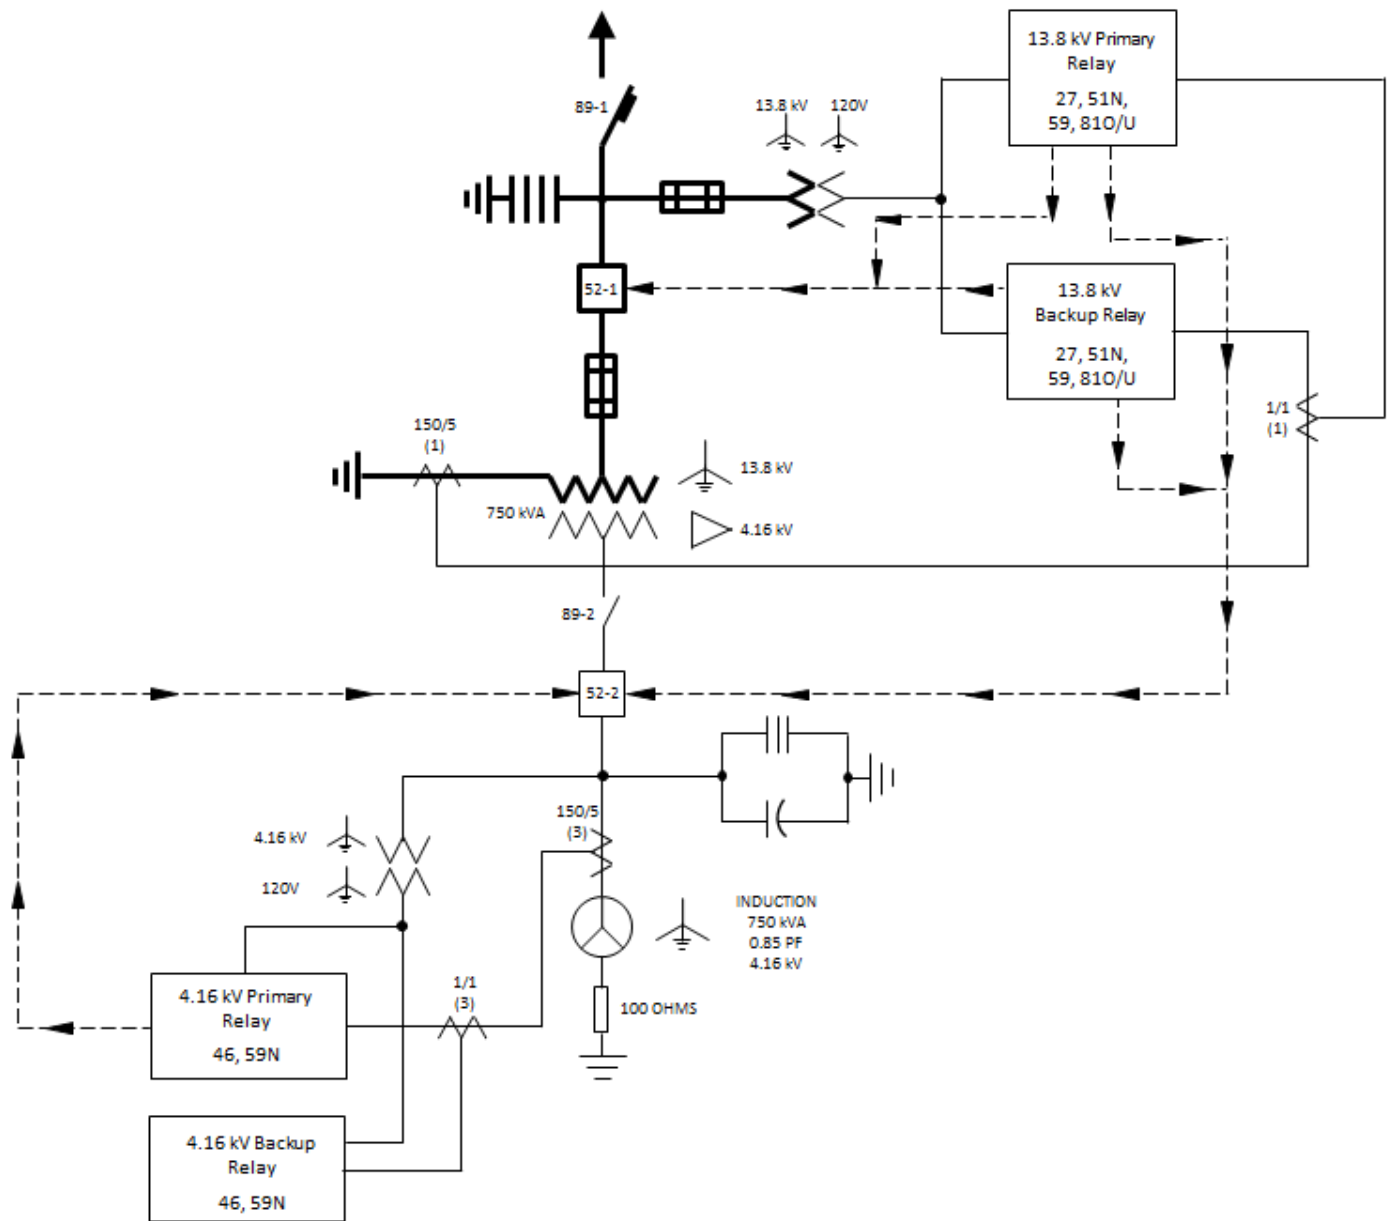 13.8 kV Primary
Relay
27, 51N,
59, 81O/U
89-1
13.8 kV
120V
52-1
13.8 kV
Backup Relay
27, 51N,
59, 81O/U
1/1
(1)
150/5
(1)
13.8 kV
750 kVA
4.16 kV
89-2
52-2
150/5
(3)
4.16 kV
120V
INDUCTION
750 kVA
0.85 PF
4.16 kV
1/1
(3)
100 OHMS
4.16 kV Primary
Relay
46, 59N
4.16 kV Backup
Relay
46, 59N